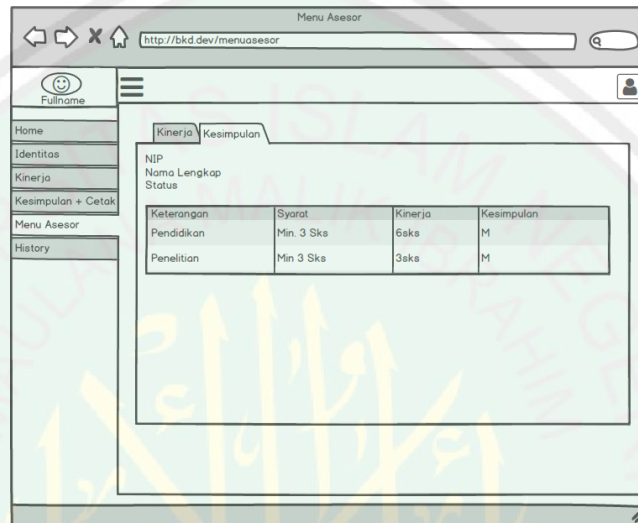 Menu Asesor
http://bkd.dev/menuasesor
Fullname
Home
Identitas
Kinerja
Kesimpulan + Cetak
Menu Asesor
History
Kinerja Kesimpulan
NIP
Nama Lengkap
Status
Keterangan Syarat Kinerja Kesimpulan
Pendidikan Min. 3 Sks 6sks M
Penelitian Min 3 Sks 3sks M